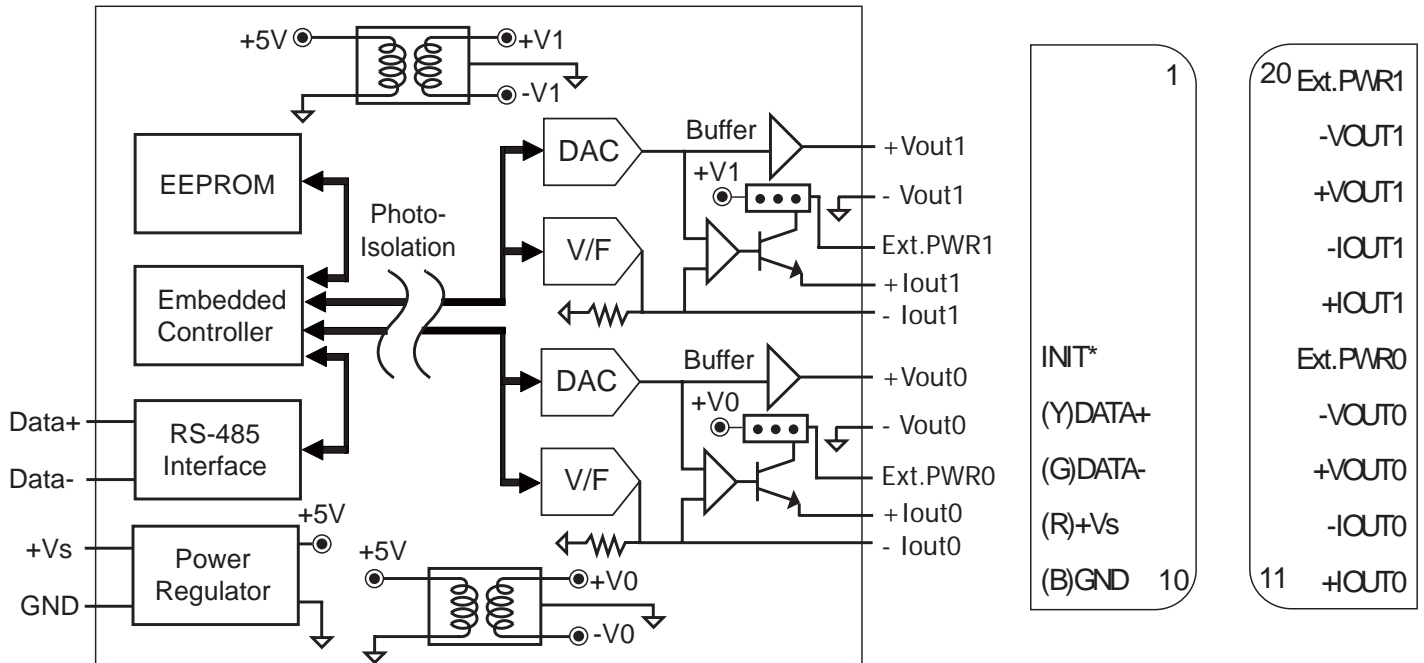 +5V
+V1
-V1
EEPROM
Photo-
Isolation
Embedded
Controller
RS-485
Interface
Data+
Data-
+Vs
GND
Power
Regulator
+5V
DAC
Buffer
+V1
V/F
+Vout1
- Vout1
Ext.PWR1
+Iout1
- Iout1
DAC
Buffer
+V0
V/F
+Vout0
- Vout0
Ext.PWR0
+Iout0
- Iout0
+5V
+V0
-V0
1
INIT*
(Y)DATA+
(G)DATA-
(R)+Vs
(B)GND 10
20 Ext.PWR1
-VOUT1
+VOUT1
-IOUT1
+IOUT1
Ext.PWR0
-VOUT0
+VOUT0
-IOUT0
11 +IOUT0